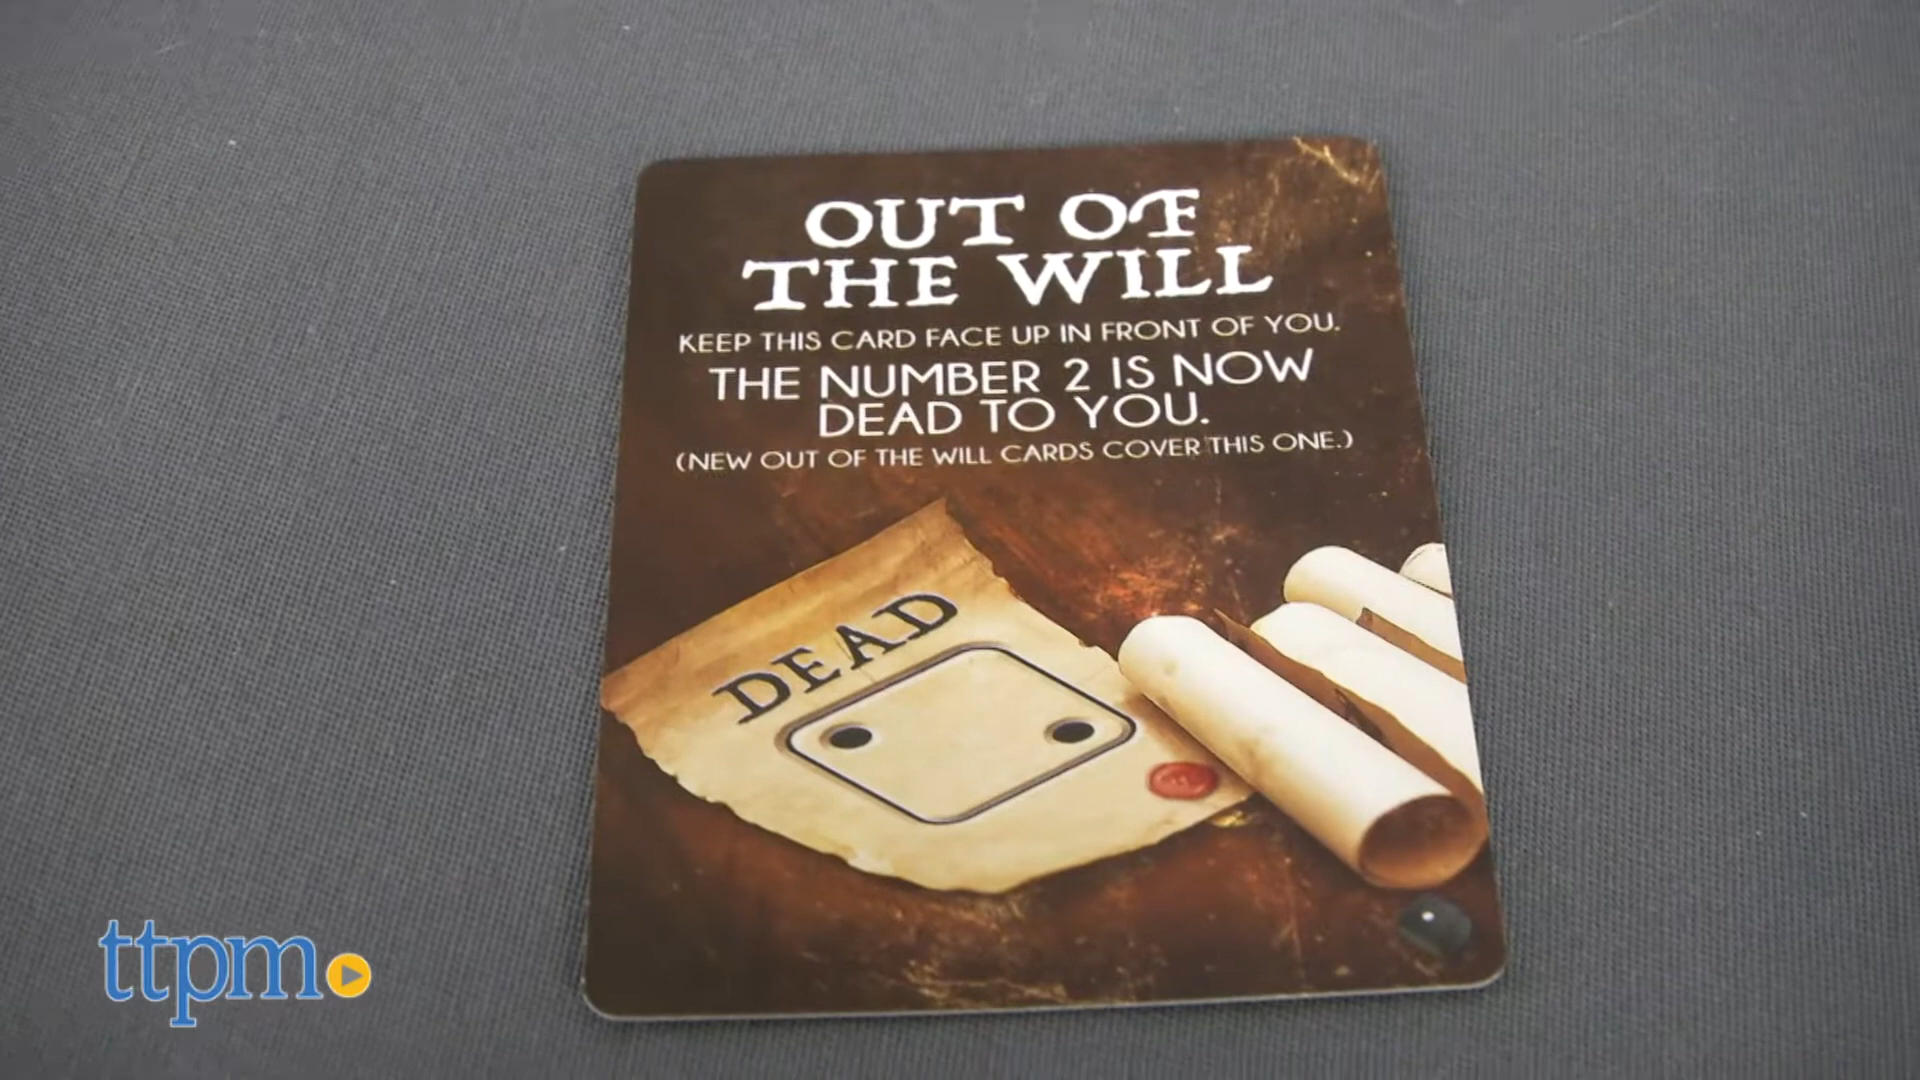 OUT OF
THE WILL
KEEP THIS CARD FACE UP IN FRONT OF YOU.
THE NUMBER 2 IS NOW
DEAD TO YOU.
(NEW OUT OF THE WILL CARDS COVER THIS ONE.)
DEAD
ttpm